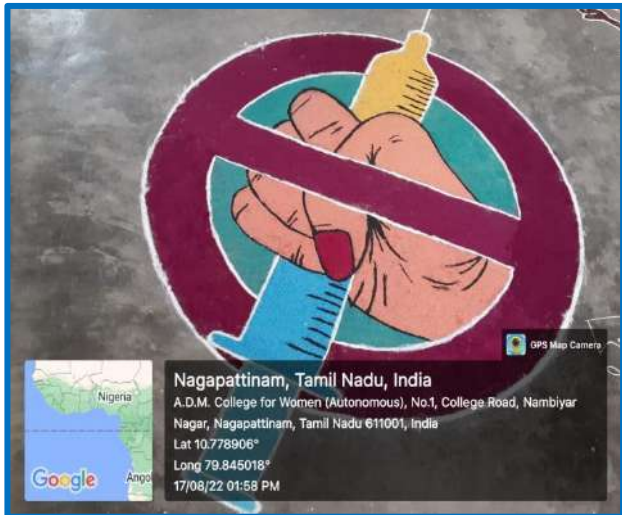 GPS Map Camera
Nigeria
Ango
Google
Nagapattinam, Tamil Nadu, India
A.D.M. College for Women (Autonomous), No.1, College Road, Nambiyar
Nagar, Nagapattinam, Tamil Nadu 611001, India
Lat 10.778906°
Long 79.845018°
17/08/22 01:58 PM